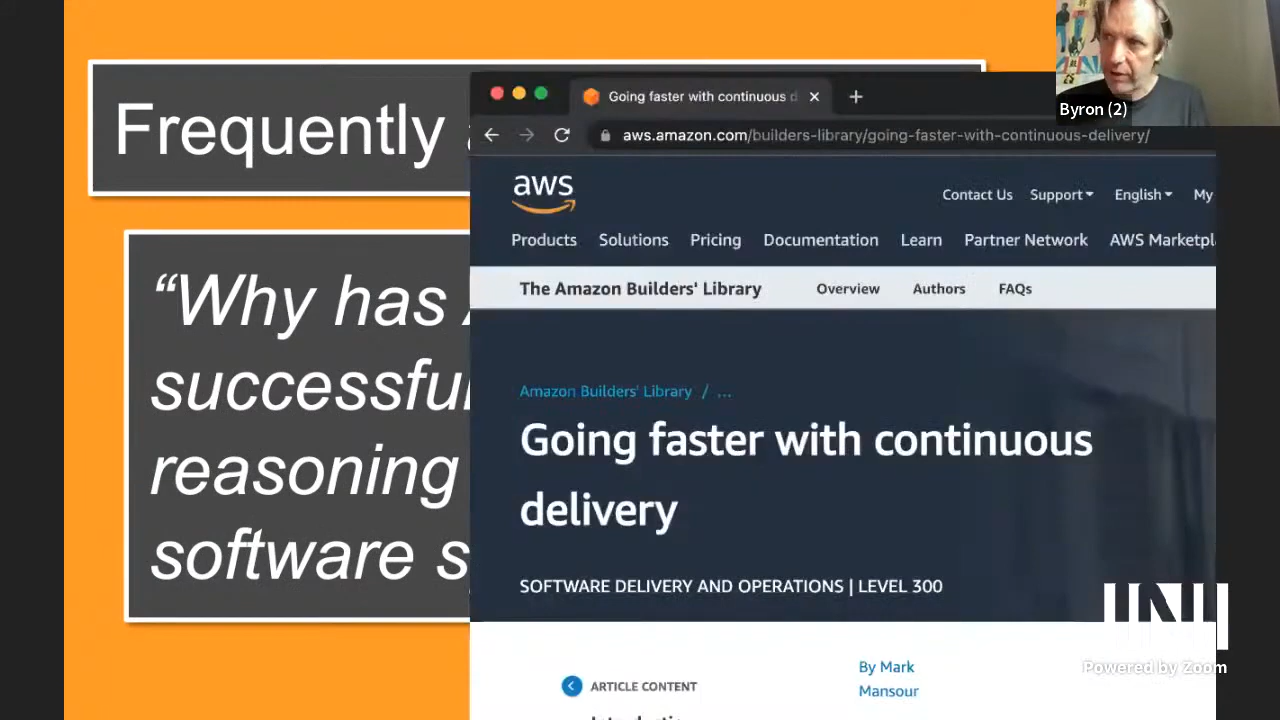 Frequently
“Why has
successful
reasoning
software s
Byron (2)
Going faster with continuous d
aws.amazon.com/builders-library/going-faster-with-continuous-delivery/
aws
Contact Us Support English My
Products Solutions Pricing Documentation Learn Partner Network AWS Marketpl
The Amazon Builders' Library Overview Authors FAQs
Amazon Builders' Library / ...
Going faster with continuous
delivery
SOFTWARE DELIVERY AND OPERATIONS | LEVEL 300
ARTICLE CONTENT
By Mark
Mansour
Powered by Zoom